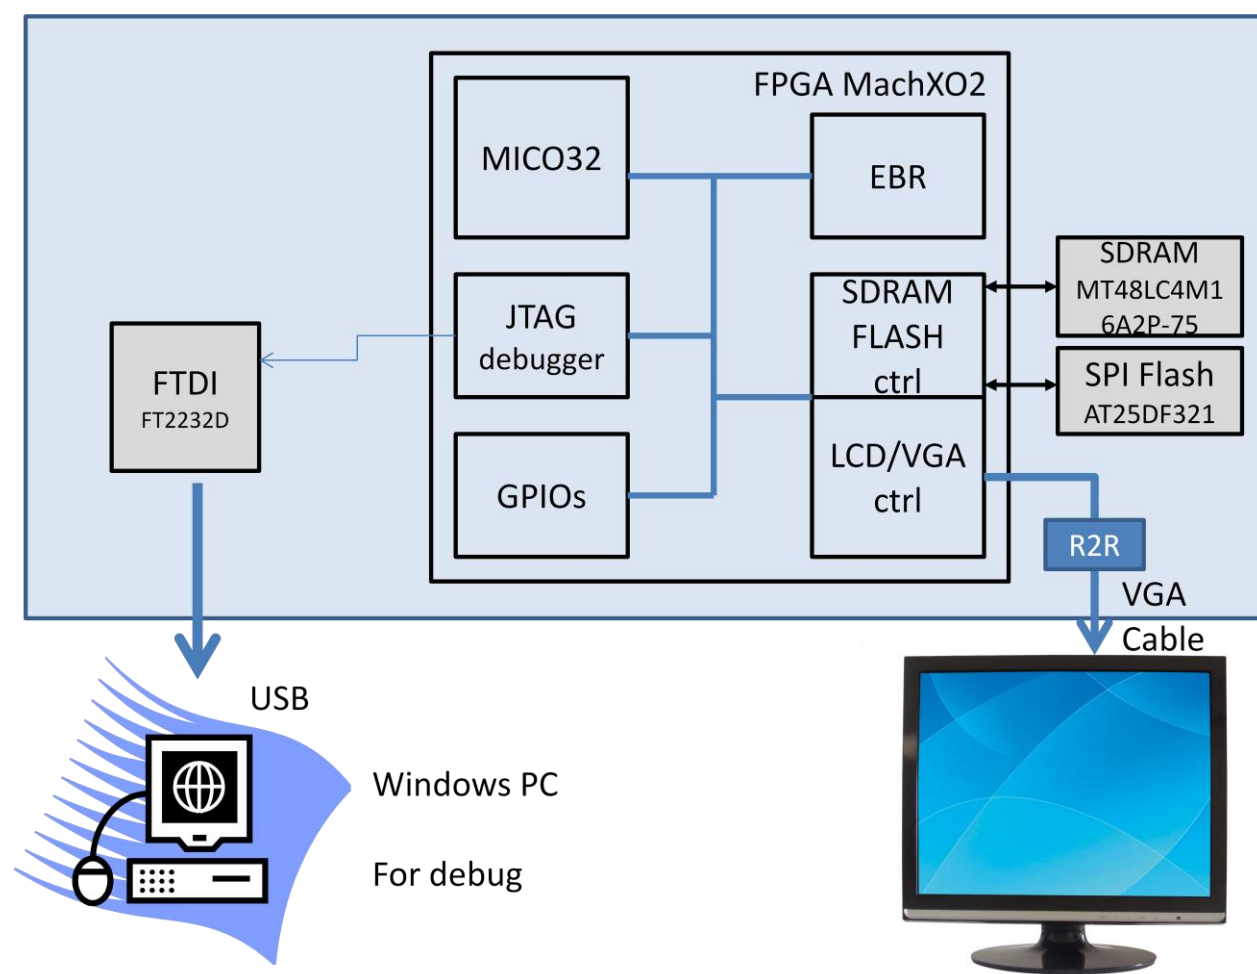 FPGA MachXO2
MICO32
EBR
SDRAM
MT48LC4M1
6A2P-75
JTAG
debugger
SDRAM
FLASH
ctrl
FTDI
FT2232D
SPI Flash
AT25DF321
GPIOs
LCD/VGA
ctrl
R2R
VGA
Cable
USB
Windows PC
For debug